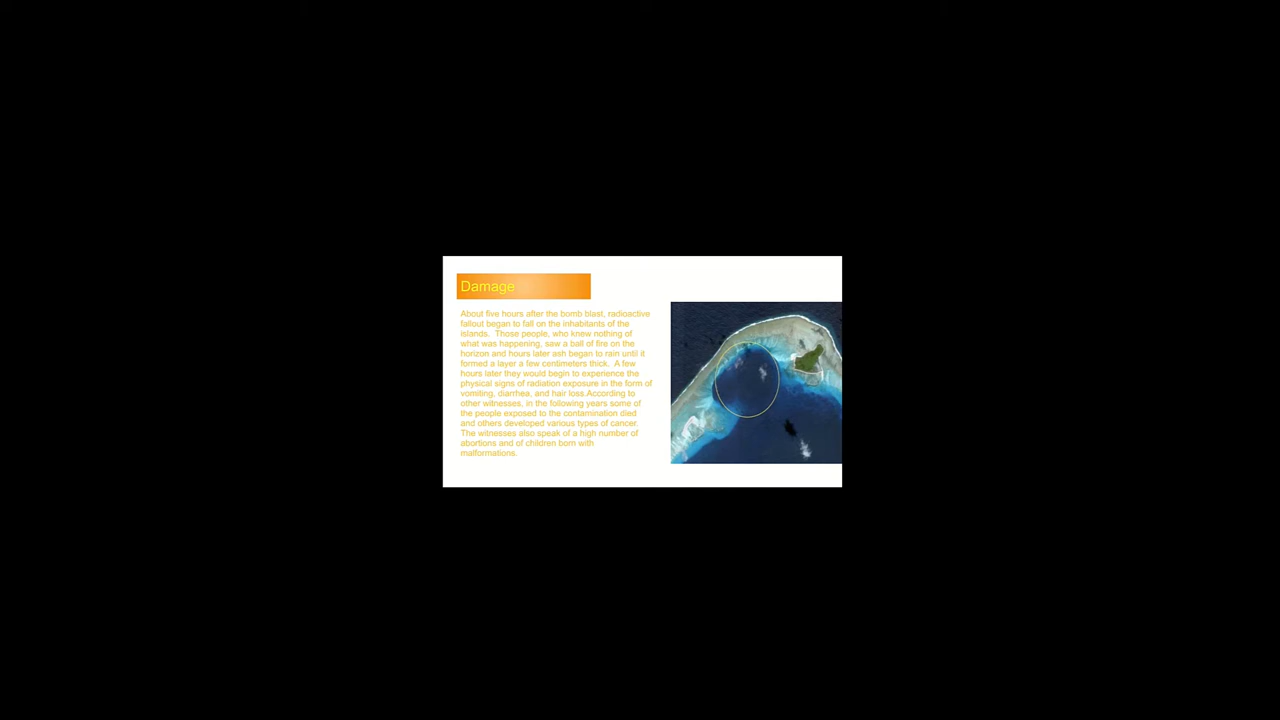 Damage
About five hours after the bomb blast, radioactive
fallout began to fall on the inhabitants of the
islands.  Those people, who knew nothing of
what was happening, saw a ball of fire on the
horizon and hours later ash began to rain until it
formed a layer a few centimeters thick.  A few
hours later they would begin to experience the
physical signs of radiation exposure in the form of
vomiting, diarrhea, and hair loss.According to
other witnesses, in the following years some of
the people exposed to the contamination died
and others developed various types of cancer.
The witnesses also speak of a high number of
abortions and of children born with
malformations.